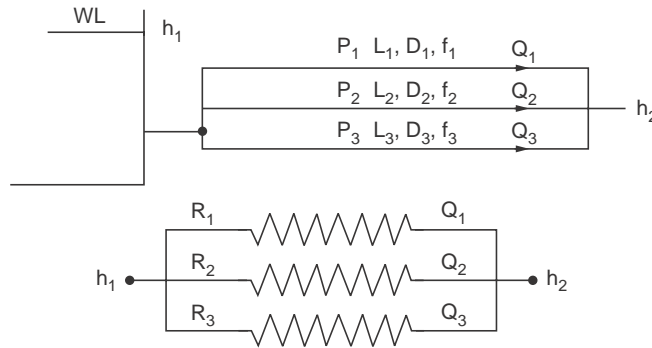 WL h₁
P₁ L₁, D₁, f₁ Q₁
P₂ L₂, D₂, f₂ Q₂
h₂
P₃ L₃, D₃, f₃ Q₃
R₁ Q₁
h₁ R₂ Q₂ h₂
R₃ Q₃